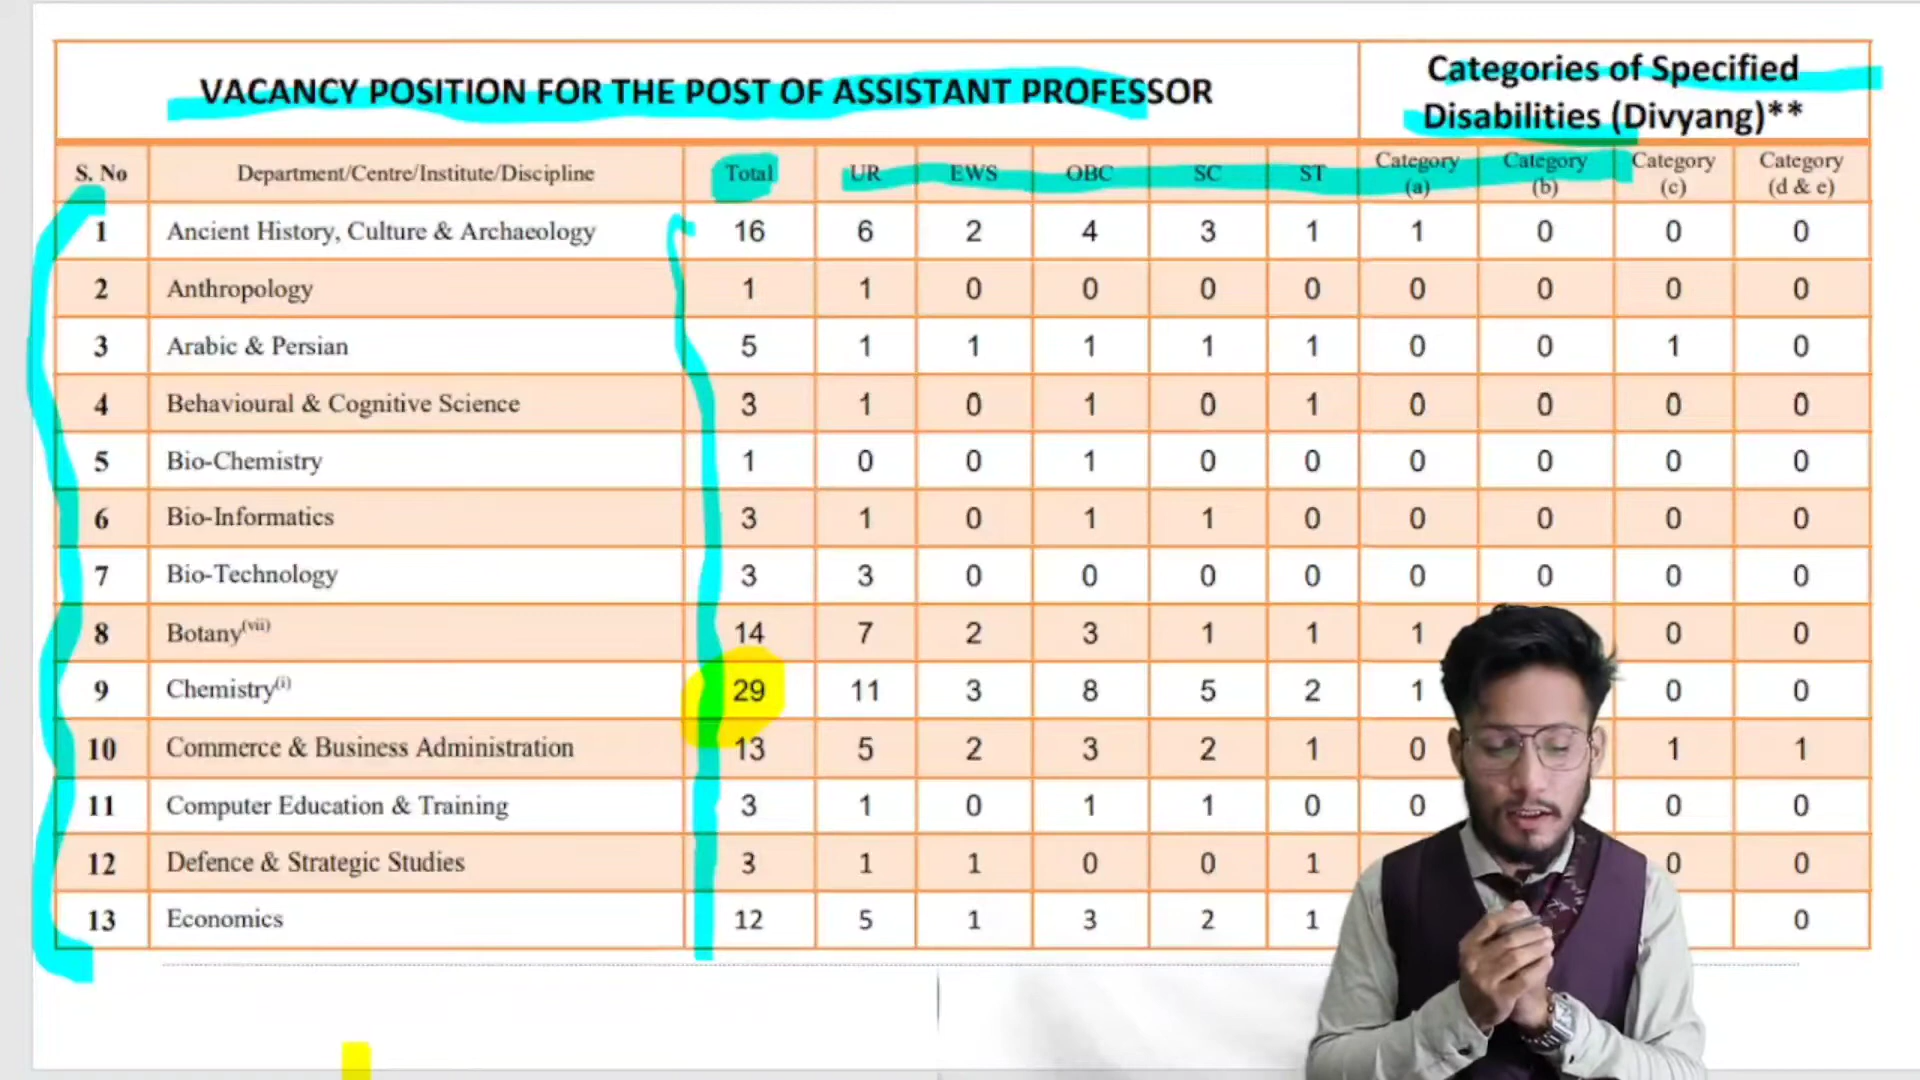 VACANCY POSITION FOR THE POST OF ASSISTANT PROFESSOR
Categories of Specified
Disabilities (Divyang)**
S. No Department/Centre/Institute/Discipline Total UR EWS OBC SC ST Category (a) Category (b) Category (c) Category (d & e)
1 Ancient History, Culture & Archaeology 16 6 2 4 3 1 1 0 0 0
2 Anthropology 1 1 0 0 0 0 0 0 0 0
3 Arabic & Persian 5 1 1 1 1 1 0 0 1 0
4 Behavioural & Cognitive Science 3 1 0 1 0 1 0 0 0 0
5 Bio-Chemistry 1 0 0 1 0 0 0 0 0 0
6 Bio-Informatics 3 1 0 1 1 0 0 0 0 0
7 Bio-Technology 3 3 0 0 0 0 0 0 0 0
8 Botany(vii) 14 7 2 3 1 1 1 0 0
9 Chemistry(i) 29 11 3 8 5 2 1 0 0
10 Commerce & Business Administration 13 5 2 3 2 1 0 1 1
11 Computer Education & Training 3 1 0 1 1 0 0 0 0
12 Defence & Strategic Studies 3 1 1 0 0 1 0 0
13 Economics 12 5 1 3 2 1 0